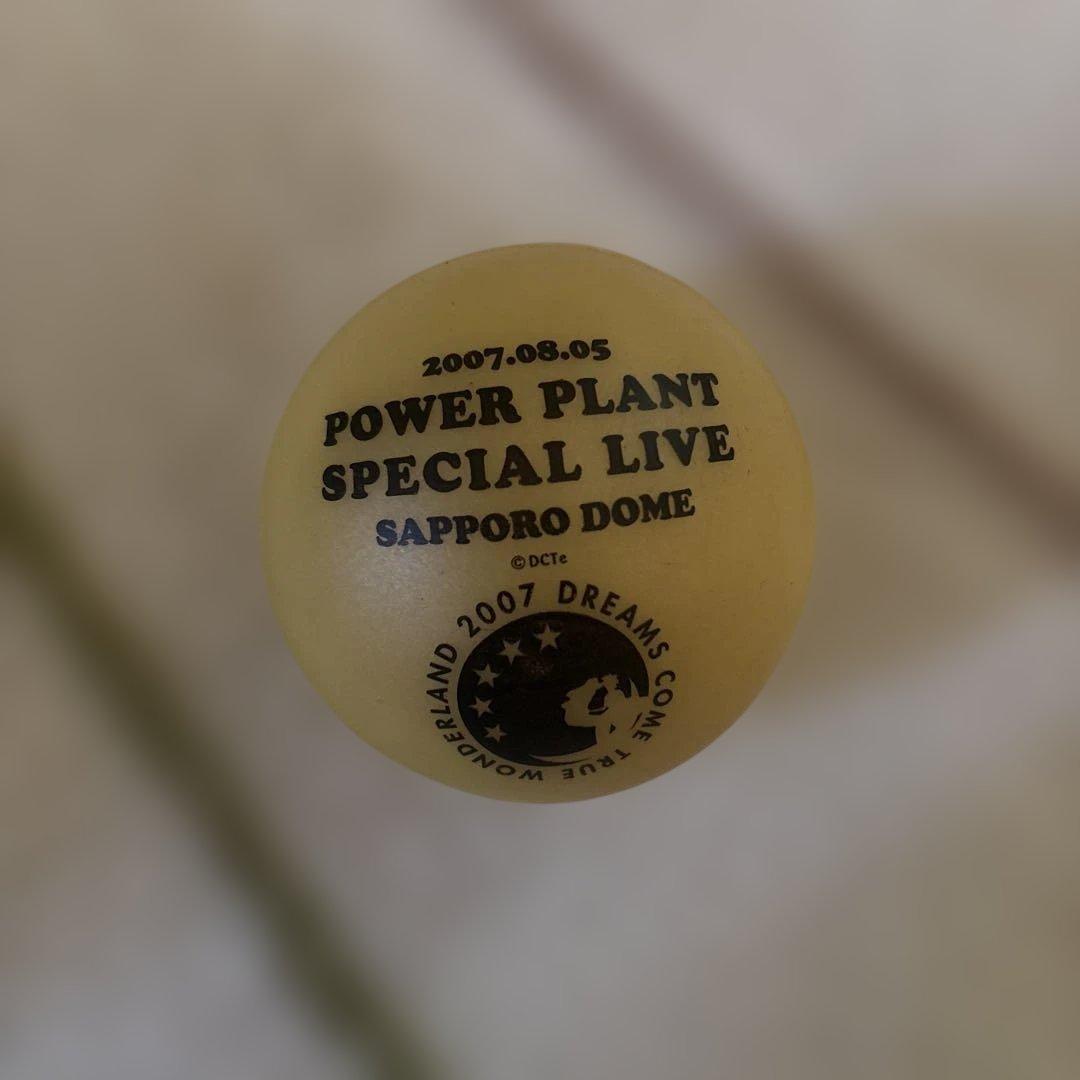 2007.08.05
POWER PLANT
SPECIAL LIVE
SAPPORO DOME
©DCTe
2007 DREAMS COME TRUE WONDERLAND